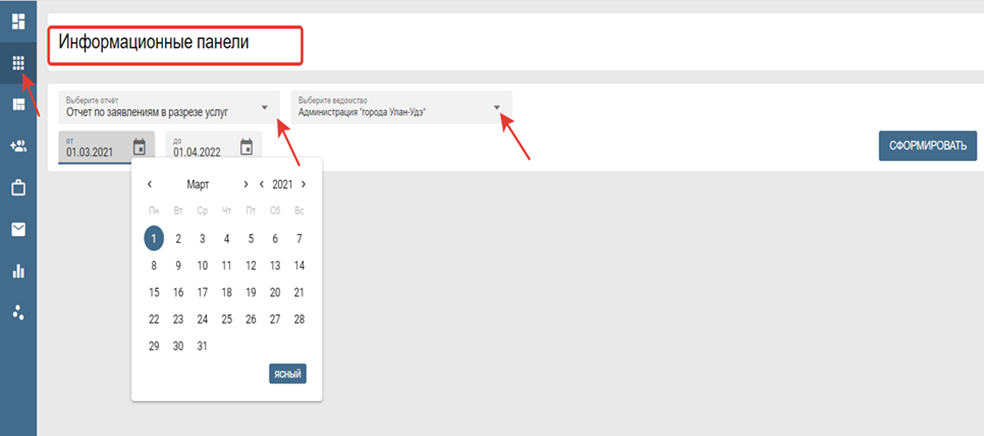 Информационные панели
Выберите отчёт
Отчет по заявлениям в разрезе услуг
Выберите ведомство
Администрация "города Улан-Удэ"
от
01.03.2021
до
01.04.2022
СФОРМИРОВАТЬ
‹ Март › ‹ 2021 ›
Пн Вт Ср Чт Пт Сб Вс
1 2 3 4 5 6 7
8 9 10 11 12 13 14
15 16 17 18 19 20 21
22 23 24 25 26 27 28
29 30 31
ЯСНЫЙ